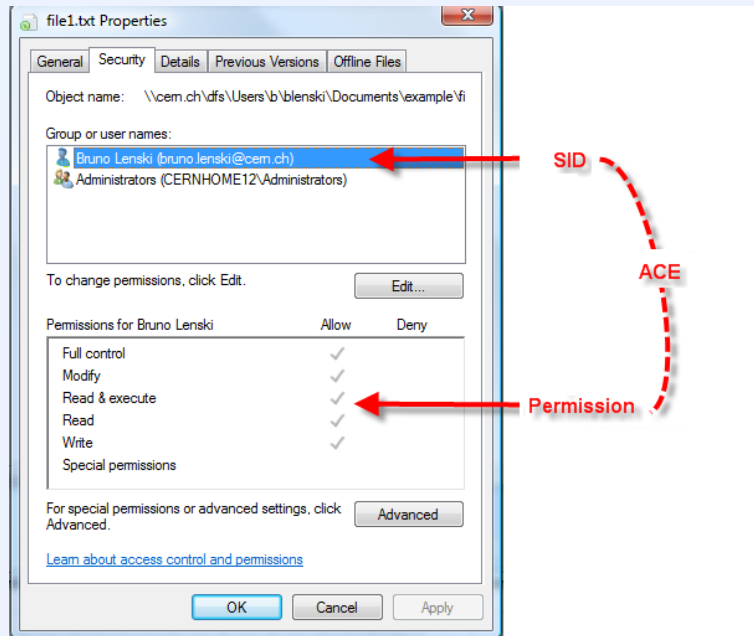 file1.txt Properties
General Security Details Previous Versions Offline Files
Object name: \\cern.ch\dfs\Users\b\blenski\Documents\example\fi
Group or user names:
Bruno Lenski (bruno.lenski@cern.ch)
SID
Administrators (CERNHOME12\Administrators)
ACE
To change permissions, click Edit.
Edit...
Permissions for Bruno Lenski Allow Deny
Full control
Modify
Read & execute
Permission
Read
Write
Special permissions
For special permissions or advanced settings, click
Advanced.
Advanced
Learn about access control and permissions
OK Cancel Apply